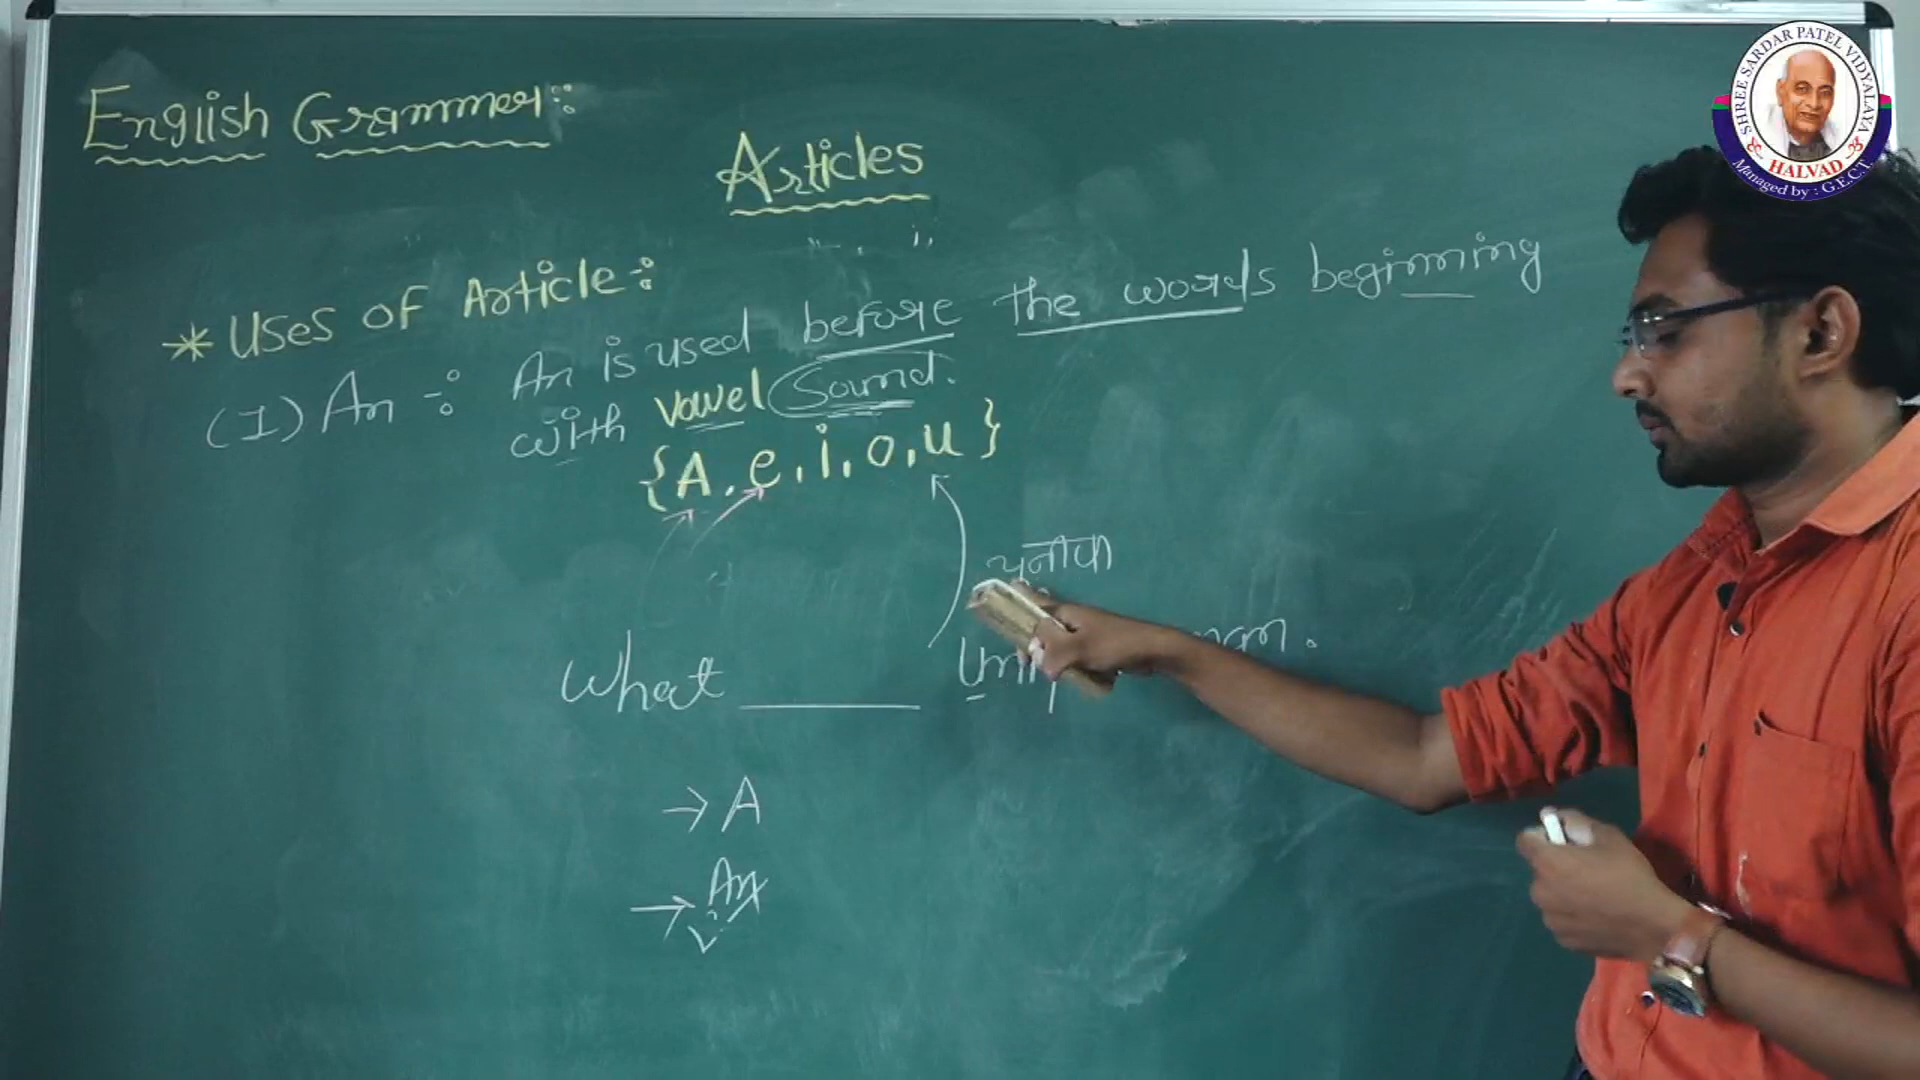 English Grammer:
Articles
* Uses of Article:
(1) An : An is used before the words beginning
with vowel Sound.
{A, e, i, o, u}
What ______
→ A
→ An
SHREE SARDAR PATEL VIDYALAYA
HALVAD
Managed by : G.E.C.T.